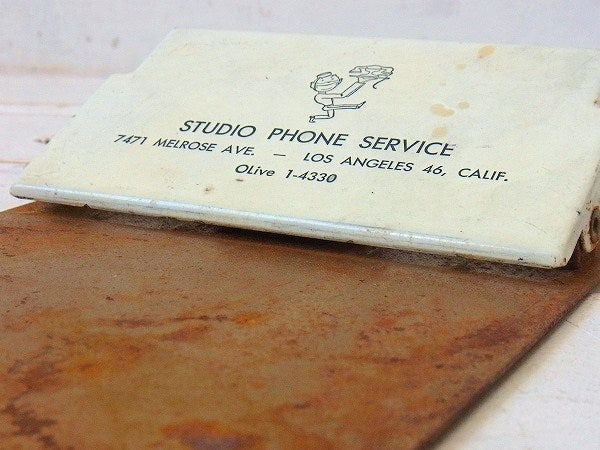 STUDIO PHONE SERVICE
7471 MELROSE AVE. — LOS ANGELES 46, CALIF.
OLive 1-4330